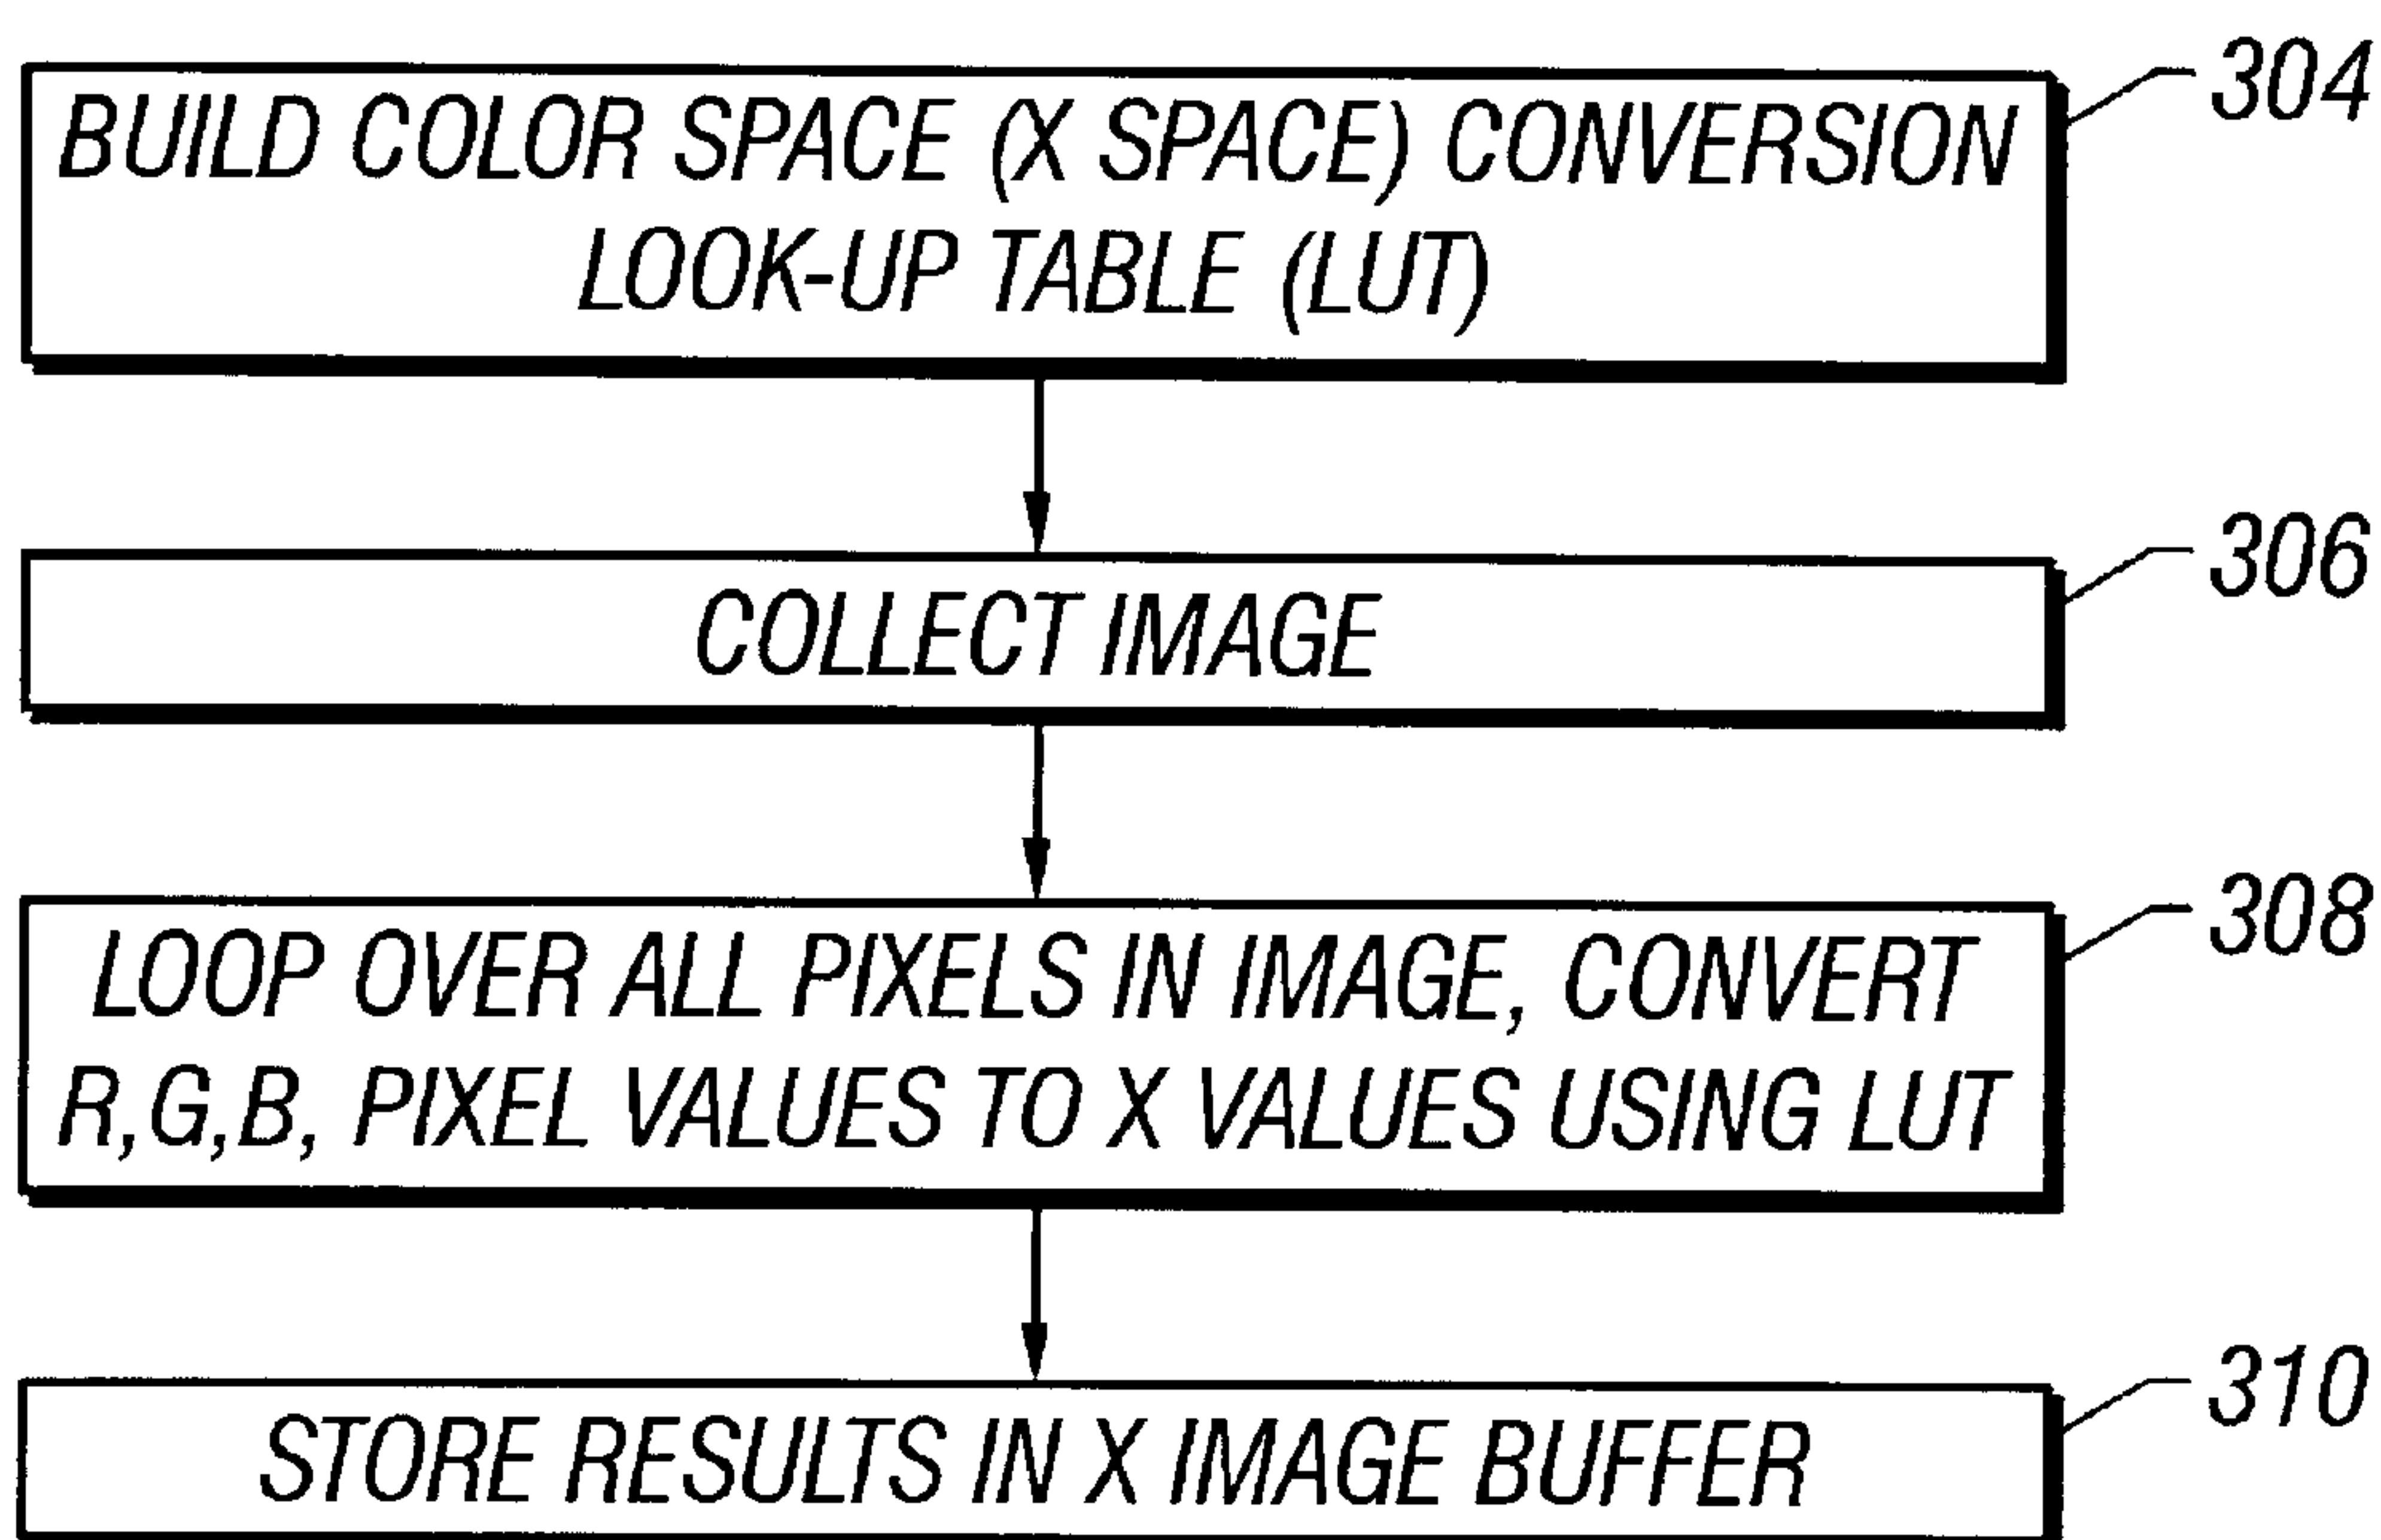 304
BUILD COLOR SPACE (X SPACE) CONVERSION
LOOK-UP TABLE (LUT)
306
COLLECT IMAGE
308
LOOP OVER ALL PIXELS IN IMAGE, CONVERT
R,G,B, PIXEL VALUES TO X VALUES USING LUT
310
STORE RESULTS IN X IMAGE BUFFER